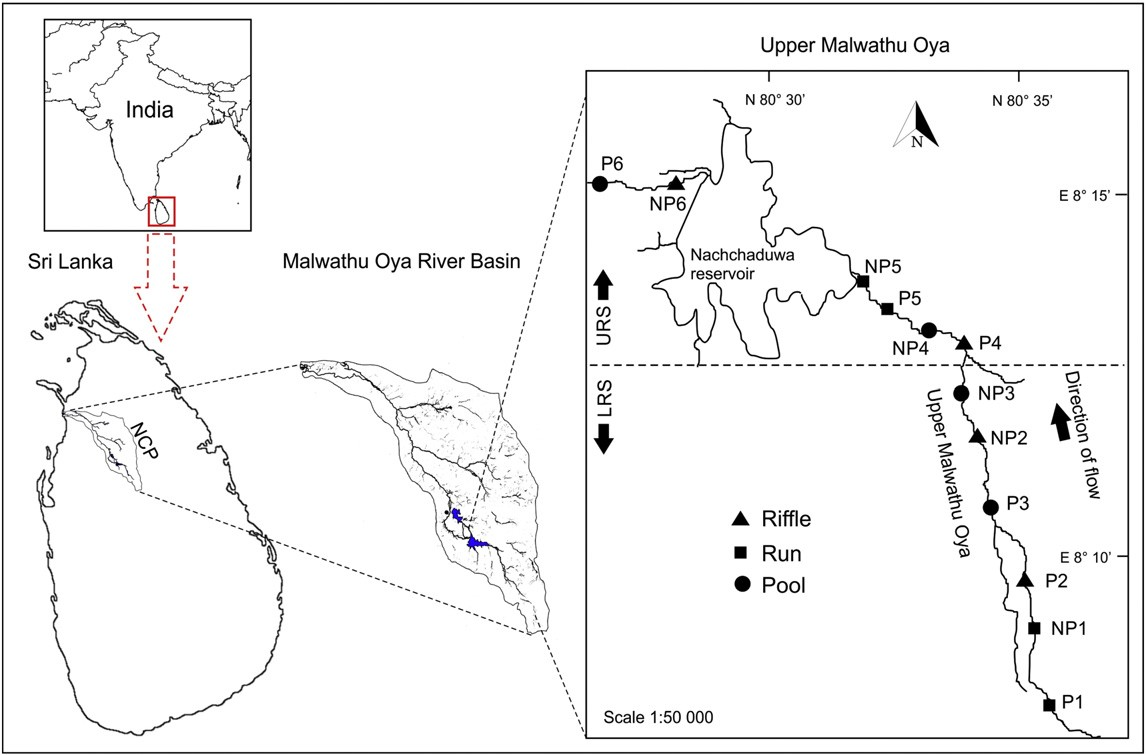 India
Sri Lanka
NCP
Malwathu Oya River Basin
Upper Malwathu Oya
N 80° 30'
N 80° 35'
N
E 8° 15'
P6
NP6
Nachchaduwa
reservoir
NP5
P5
NP4
P4
URS
LRS
NP3
NP2
Direction of flow
Upper Malwathu Oya
P3
E 8° 10'
P2
NP1
P1
Riffle
Run
Pool
Scale 1:50 000